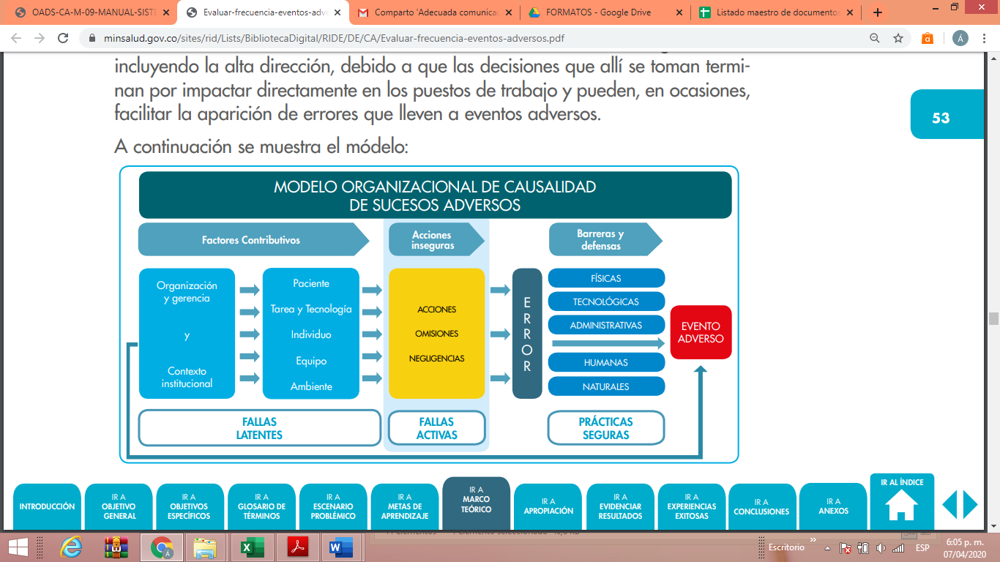 OADS-CA-M-09-MANUAL-SISTE
Evaluar-frecuencia-eventos-adve
Comparto 'Adecuada comunicac
FORMATOS - Google Drive
Listado maestro de documentos
minsalud.gov.co/sites/rid/Lists/BibliotecaDigital/RIDE/DE/CA/Evaluar-frecuencia-eventos-adversos.pdf
a
Á
incluyendo la alta dirección, debido a que las decisiones que allí se toman termi-
nan por impactar directamente en los puestos de trabajo y pueden, en ocasiones,
facilitar la aparición de errores que lleven a eventos adversos.
53
A continuación se muestra el módelo:
MODELO ORGANIZACIONAL DE CAUSALIDAD
DE SUCESOS ADVERSOS
Factores Contributivos
Acciones
inseguras
Barreras y
defensas
Organización
y gerencia
y
Contexto
institucional
Paciente
Tarea y Tecnología
Individuo
Equipo
Ambiente
ACCIONES
OMISIONES
NEGLIGENCIAS
E
R
R
O
R
FÍSICAS
TECNOLÓGICAS
ADMINISTRATIVAS
HUMANAS
NATURALES
EVENTO
ADVERSO
FALLAS
LATENTES
FALLAS
ACTIVAS
PRÁCTICAS
SEGURAS
INTRODUCCIÓN
IR A
OBJETIVO
GENERAL
IR A
OBJETIVOS
ESPECÍFICOS
IR A
GLOSARIO DE
TÉRMINOS
IR A
ESCENARIO
PROBLÉMICO
IR A
METAS DE
APRENDIZAJE
IR A
MARCO
TEÓRICO
IR A
APROPIACIÓN
IR A
EVIDENCIAR
RESULTADOS
IR A
EXPERIENCIAS
EXITOSAS
IR A
CONCLUSIONES
IR A
ANEXOS
IR AL ÍNDICE
Escritorio
ESP
6:05 p. m.
07/04/2020